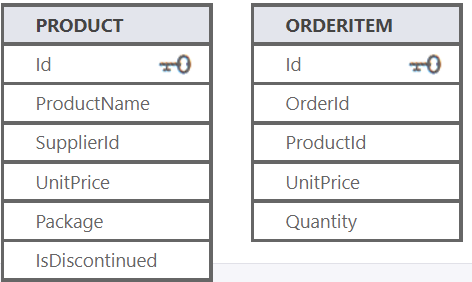 PRODUCT
Id
ProductName
SupplierId
UnitPrice
Package
IsDiscontinued
ORDERITEM
Id
OrderId
ProductId
UnitPrice
Quantity